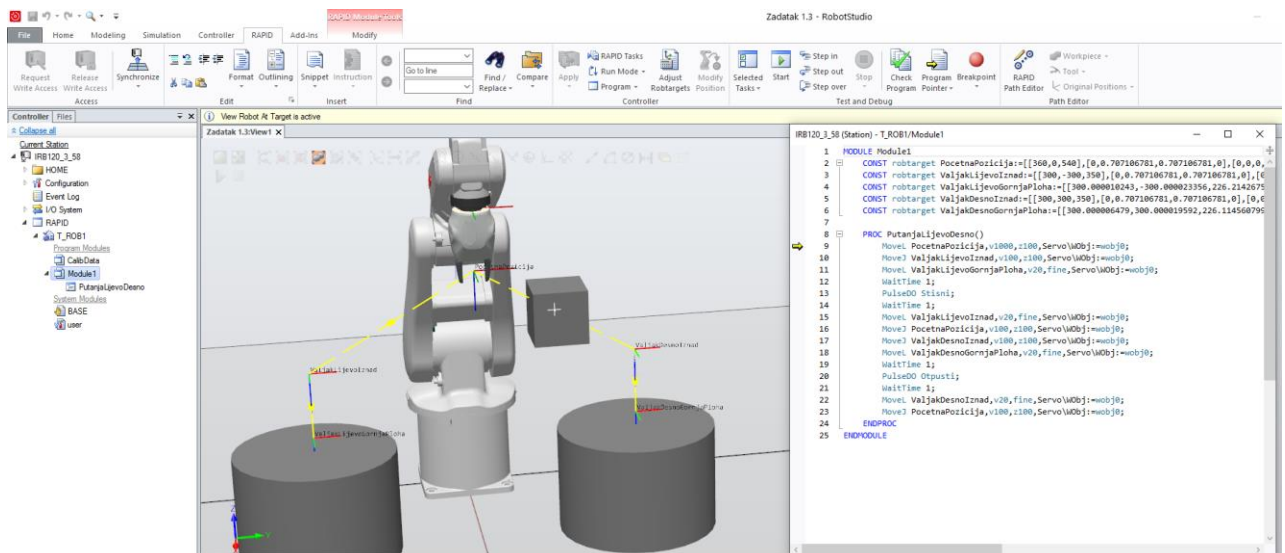 RAPID Module Tools
Zadatak 1.3 - RobotStudio
File Home Modeling Simulation Controller RAPID Add-Ins Modify
Request Write Access
Release Write Access
Synchronize
Format Outlining
Snippet Instruction
Go to line
Find / Replace
Compare
Apply
RAPID Tasks
Run Mode
Program
Adjust Robtargets
Modify Position
Selected Tasks
Start
Step in
Step out
Step over
Stop
Check Program
Program Pointer
Breakpoint
RAPID Path Editor
Workpiece
Tool
Original Positions
Access Edit Insert Find Controller Test and Debug Path Editor
Controller Files
View Robot At Target is active
Collapse all
Zadatak 1.3:View1 X
Current Station
IRB120_3_58
HOME
Configuration
Event Log
I/O System
RAPID
T_ROB1
Program Modules
CalibData
Module1
PutanjaLijevoDesno
System Modules
BASE
user
ValjakDesnoIznad
ValjakLijevoIznad
ValjakDesnoGornjaPloha
ValjakLijevoGornjaPloha
Z
Y
IRB120_3_58 (Station) - T_ROB1/Module1
1 MODULE Module1
2 CONST robtarget PocetnaPozicija:=[[360,0,540],[0,0.707106781,0.707106781,0],[0,0,0,
3 CONST robtarget ValjakLijevoIznad:=[[300,-300,350],[0,0.707106781,0.707106781,0],[0
4 CONST robtarget ValjakLijevoGornjaPloha:=[[300.000010243,-300.000023356,226.2142675
5 CONST robtarget ValjakDesnoIznad:=[[300,300,350],[0,0.707106781,0.707106781,0],[0,0
6 CONST robtarget ValjakDesnoGornjaPloha:=[[300.000006479,300.000019592,226.114560799
7
8 PROC PutanjaLijevoDesno()
9 MoveL PocetnaPozicija,v1000,z100,Servo\WObj:=wobj0;
10 MoveJ ValjakLijevoIznad,v100,z100,Servo\WObj:=wobj0;
11 MoveL ValjakLijevoGornjaPloha,v20,fine,Servo\WObj:=wobj0;
12 WaitTime 1;
13 PulseDO Stisni;
14 WaitTime 1;
15 MoveL ValjakLijevoIznad,v20,fine,Servo\WObj:=wobj0;
16 MoveJ PocetnaPozicija,v100,z100,Servo\WObj:=wobj0;
17 MoveJ ValjakDesnoIznad,v100,z100,Servo\WObj:=wobj0;
18 MoveL ValjakDesnoGornjaPloha,v20,fine,Servo\WObj:=wobj0;
19 WaitTime 1;
20 PulseDO Otpusti;
21 WaitTime 1;
22 MoveL ValjakDesnoIznad,v20,fine,Servo\WObj:=wobj0;
23 MoveJ PocetnaPozicija,v100,z100,Servo\WObj:=wobj0;
24 ENDPROC
25 ENDMODULE